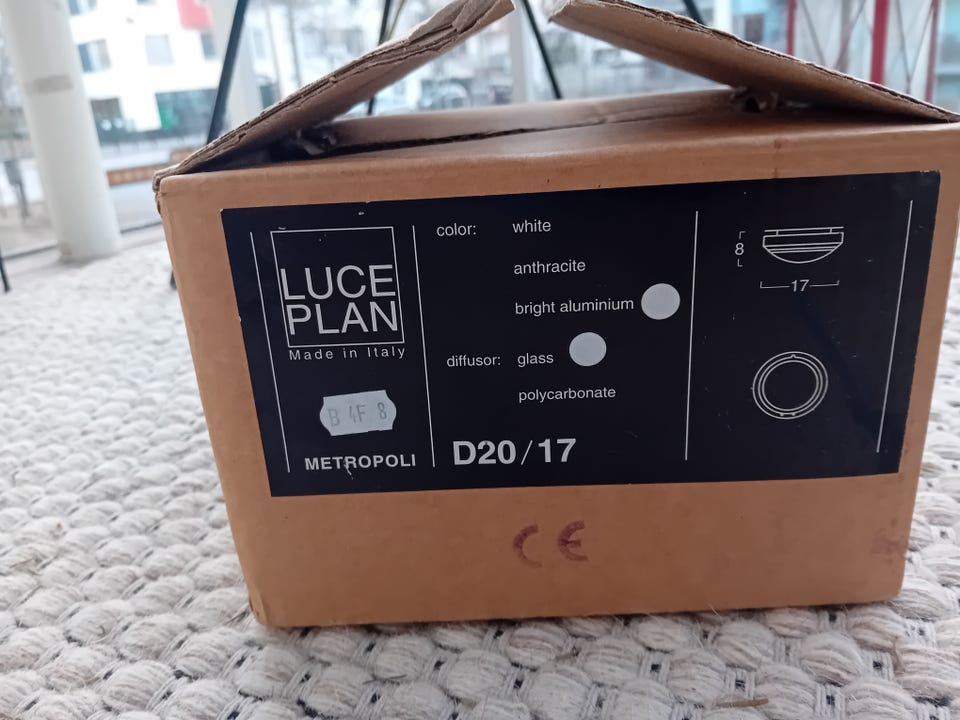 LUCE
PLAN
Made in Italy
B 4F 8
METROPOLI
color: white
anthracite
bright aluminium
diffusor: glass
polycarbonate
D20/17
8
17
CE